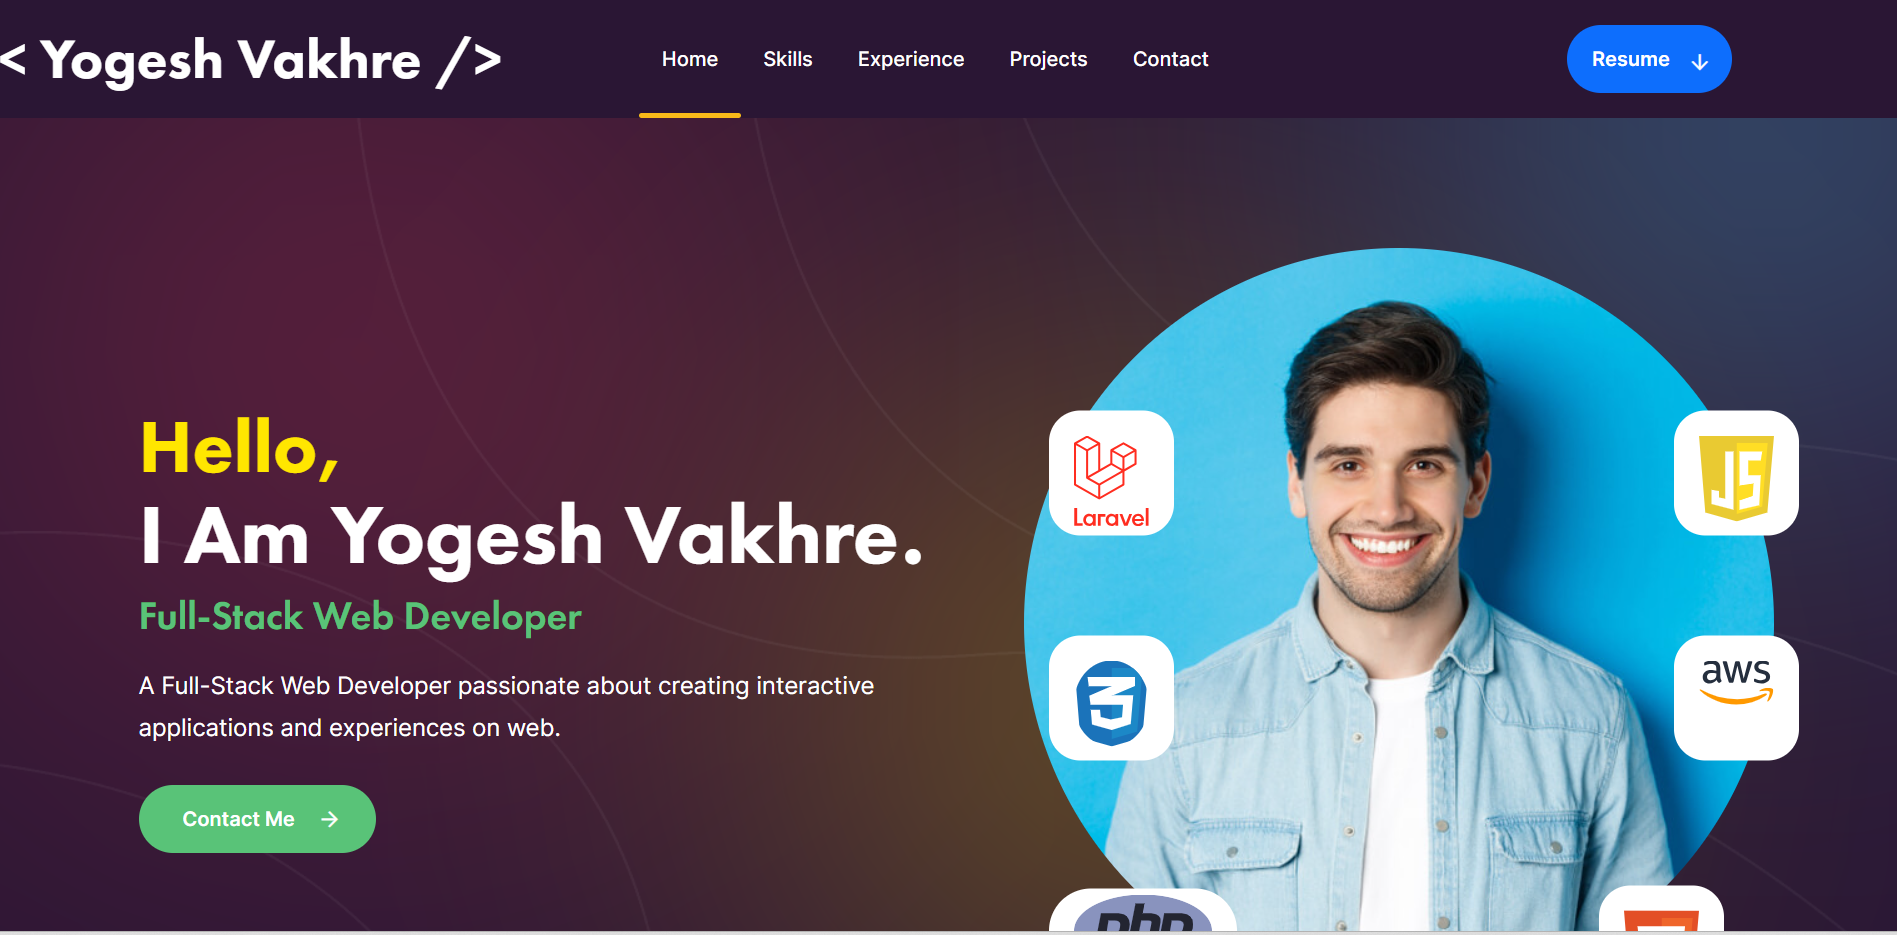 < Yogesh Vakhre />
Home Skills Experience Projects Contact
Resume
Hello,
I Am Yogesh Vakhre.
Full-Stack Web Developer
A Full-Stack Web Developer passionate about creating interactive
applications and experiences on web.
Contact Me
Laravel
JS
3
aws
php